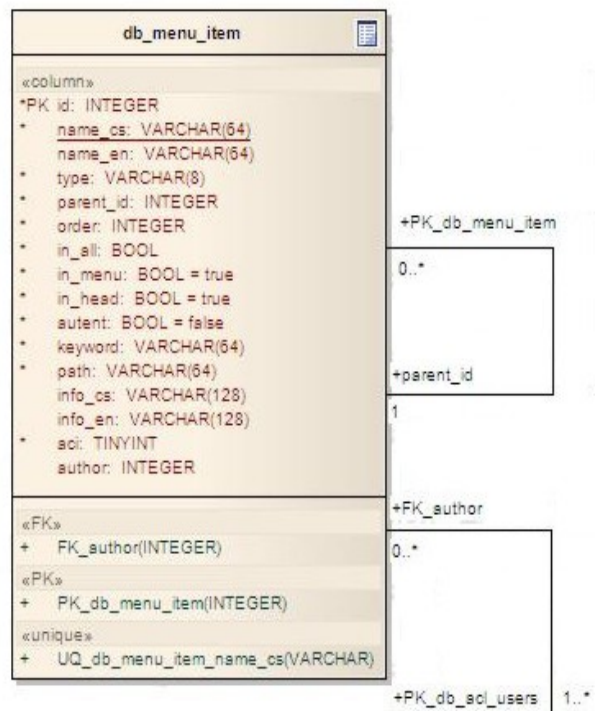 db_menu_item
«column»
*PK id: INTEGER
* name_cs: VARCHAR(64)
name_en: VARCHAR(64)
* type: VARCHAR(8)
* parent_id: INTEGER
* order: INTEGER
* in_all: BOOL
* in_menu: BOOL = true
* in_head: BOOL = true
* autent: BOOL = false
* keyword: VARCHAR(64)
* path: VARCHAR(64)
info_cs: VARCHAR(128)
info_en: VARCHAR(128)
* aci: TINYINT
author: INTEGER
«FK»
+ FK_author(INTEGER)
«PK»
+ PK_db_menu_item(INTEGER)
«unique»
+ UQ_db_menu_item_name_cs(VARCHAR)
+PK_db_menu_item
0..*
+parent_id
1
+FK_author
0..*
+PK_db_acl_users 1..*